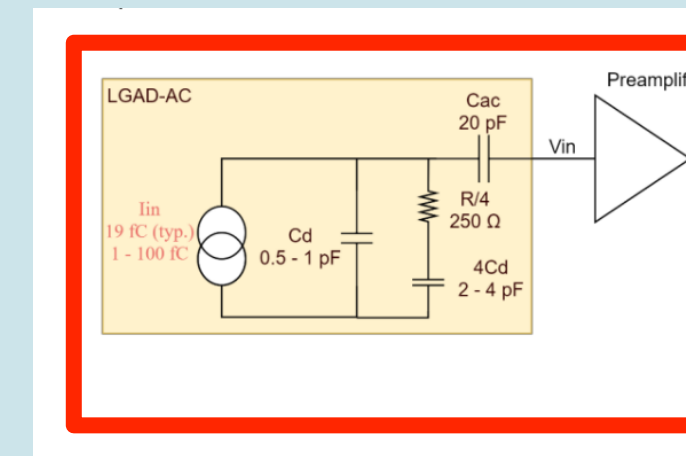 LGAD-AC
Cac
20 pF
Vin
Iin
19 fC (typ.)
1 - 100 fC
Cd
0.5 - 1 pF
R/4
250 Ω
4Cd
2 - 4 pF